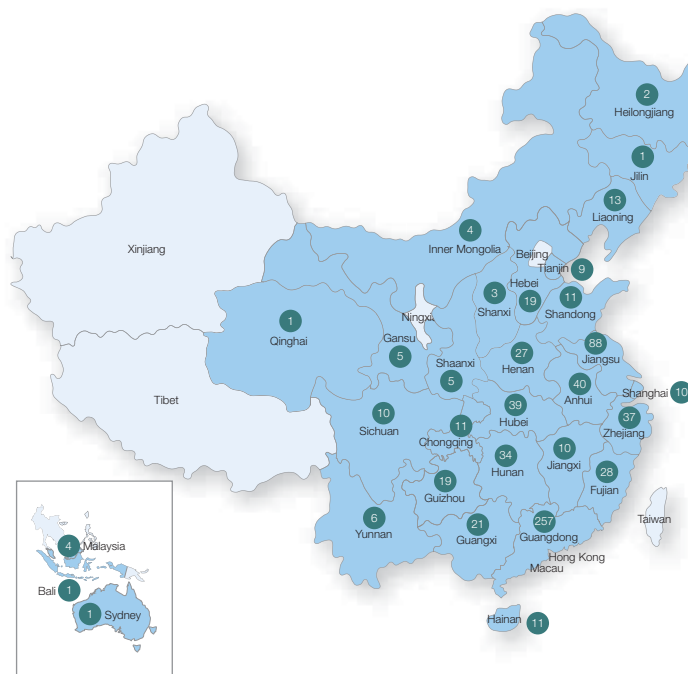 2
Heilongjiang
1
Jilin
13
Liaoning
4
Inner Mongolia
Beijing
Tianjin
9
Hebei
19
3
Shanxi
11
Shandong
Xinjiang
Ningxi
1
Qinghai
Gansu
5
Shaanxi
5
27
Henan
88
Jiangsu
40
Anhui
Shanghai
10
37
Zhejiang
Tibet
10
Sichuan
11
Chongqing
39
Hubei
34
Hunan
10
Jiangxi
28
Fujian
19
Guizhou
6
Yunnan
21
Guangxi
257
Guangdong
Taiwan
Hong Kong
Macau
Hainan
11
4
Malaysia
Bali
1
1
Sydney